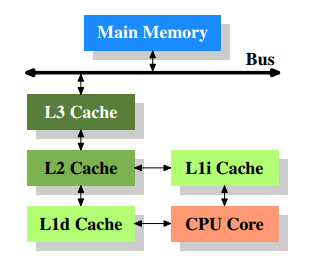 Main Memory
Bus
L3 Cache
L2 Cache
L1i Cache
L1d Cache
CPU Core